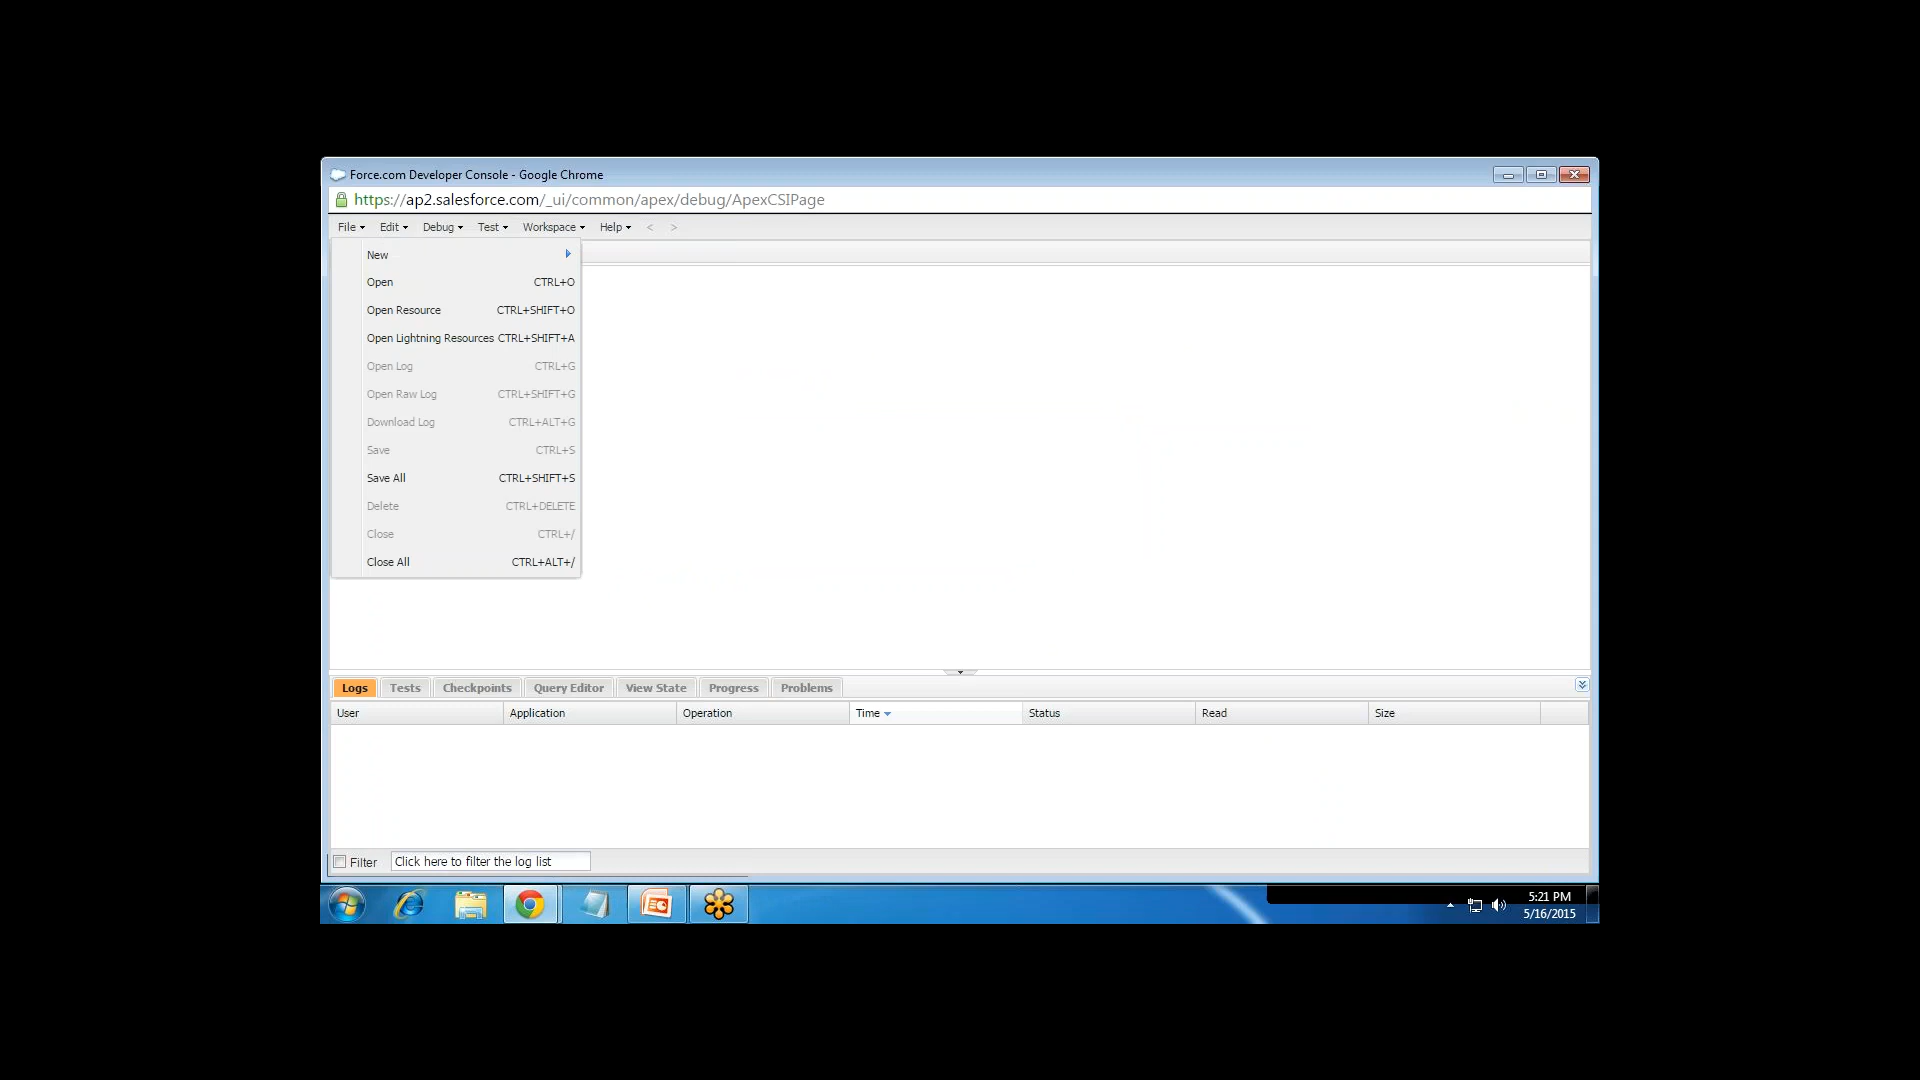 Force.com Developer Console - Google Chrome
https://ap2.salesforce.com/_ui/common/apex/debug/ApexCSIPage
File Edit Debug Test Workspace Help < >
New
Open CTRL+O
Open Resource CTRL+SHIFT+O
Open Lightning Resources CTRL+SHIFT+A
Open Log CTRL+G
Open Raw Log CTRL+SHIFT+G
Download Log CTRL+ALT+G
Save CTRL+S
Save All CTRL+SHIFT+S
Delete CTRL+DELETE
Close CTRL+/
Close All CTRL+ALT+/
Logs Tests Checkpoints Query Editor View State Progress Problems
User Application Operation Time Status Read Size
Filter Click here to filter the log list
5:21 PM
5/16/2015